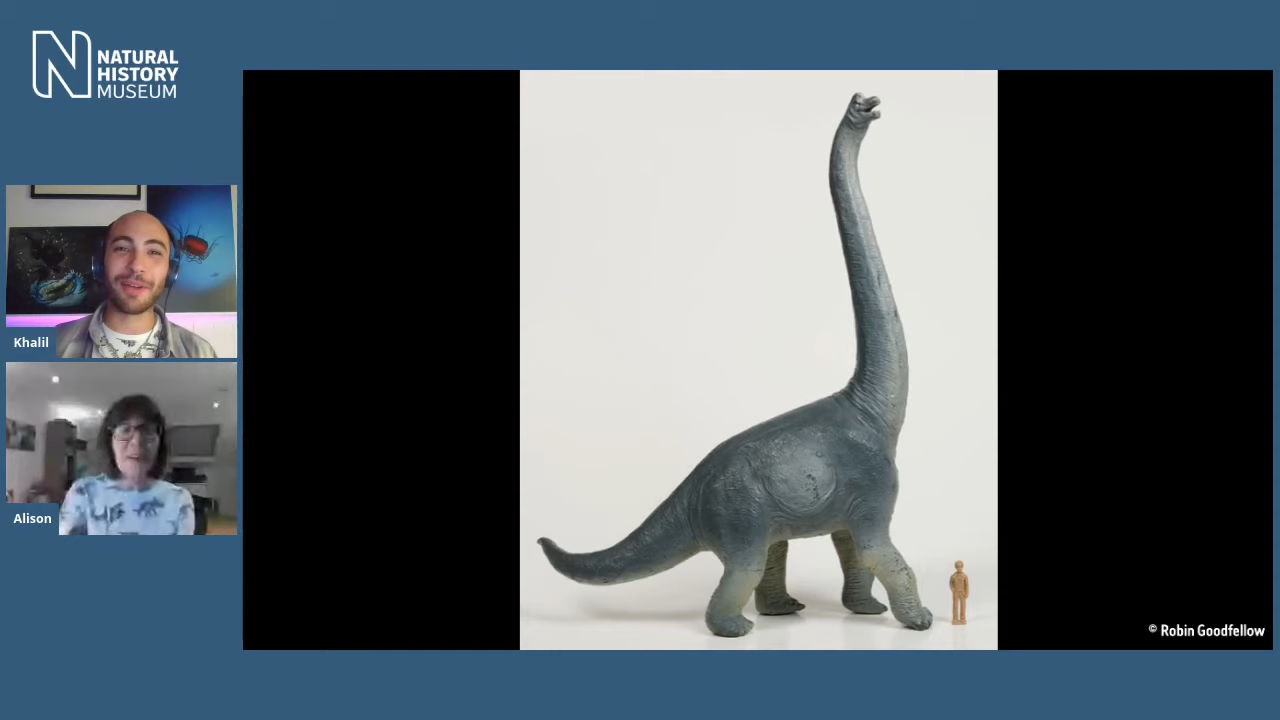 NATURAL
HISTORY
MUSEUM
Khalil
Alison
© Robin Goodfellow